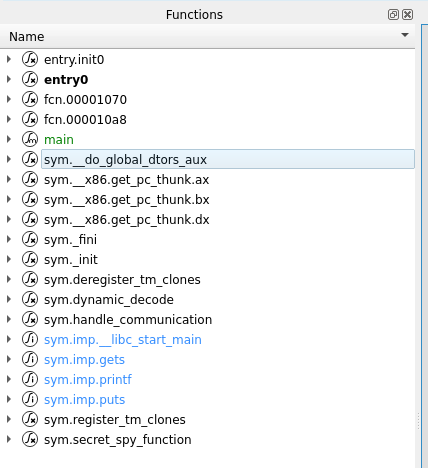 Functions
Name
entry.init0
entry0
fcn.00001070
fcn.000010a8
main
sym.__do_global_dtors_aux
sym.__x86.get_pc_thunk.ax
sym.__x86.get_pc_thunk.bx
sym.__x86.get_pc_thunk.dx
sym._fini
sym._init
sym.deregister_tm_clones
sym.dynamic_decode
sym.handle_communication
sym.imp.__libc_start_main
sym.imp.gets
sym.imp.printf
sym.imp.puts
sym.register_tm_clones
sym.secret_spy_function